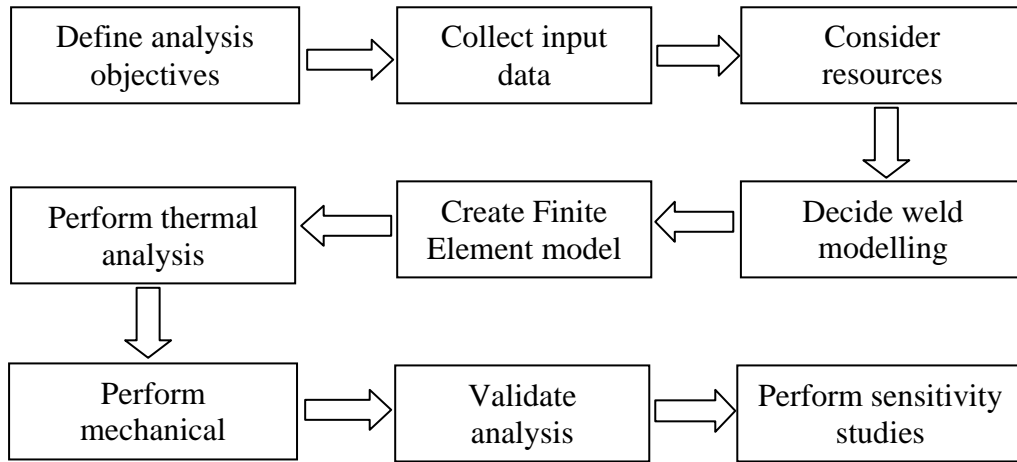 Define analysis
objectives
Collect input
data
Consider
resources
Decide weld
modelling
Create Finite
Element model
Perform thermal
analysis
Perform
mechanical
Validate
analysis
Perform sensitivity
studies